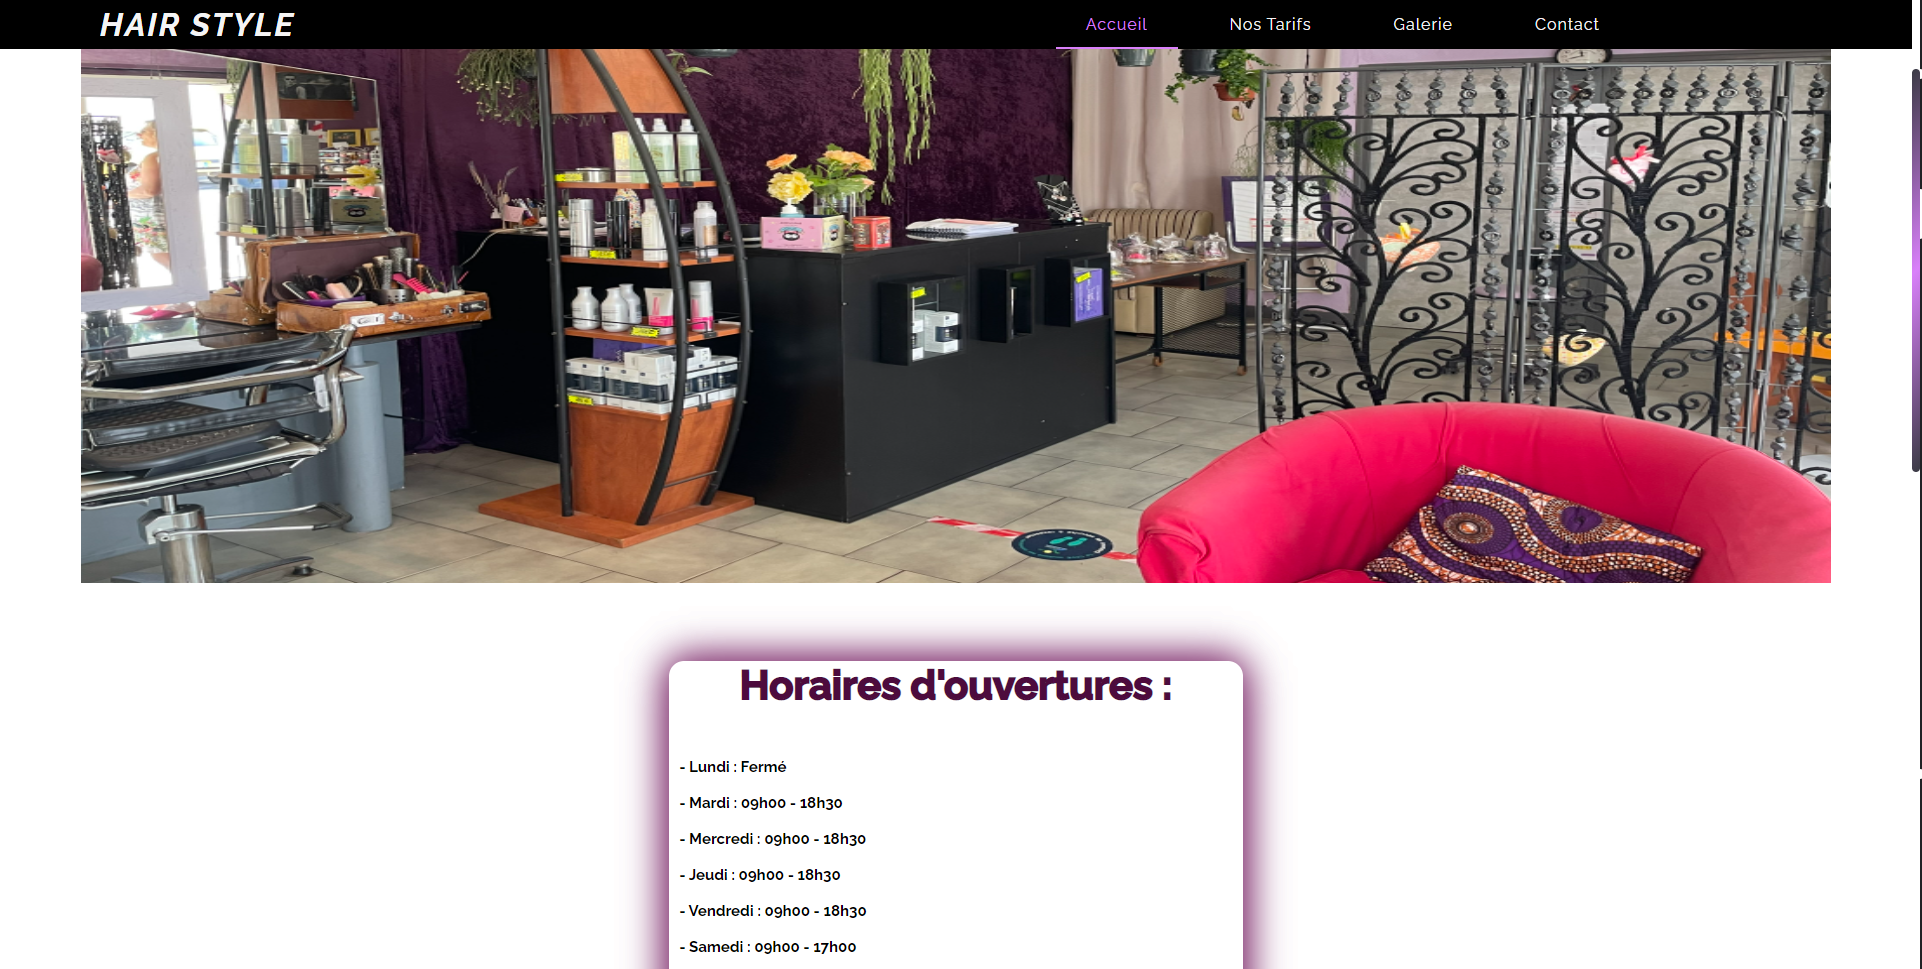 HAIR STYLE
Accueil
Nos Tarifs
Galerie
Contact
Horaires d'ouvertures :
- Lundi : Fermé
- Mardi : 09h00 - 18h30
- Mercredi : 09h00 - 18h30
- Jeudi : 09h00 - 18h30
- Vendredi : 09h00 - 18h30
- Samedi : 09h00 - 17h00